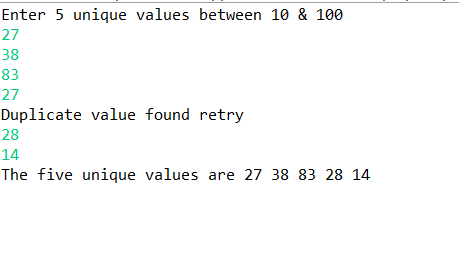 Enter 5 unique values between 10 & 100
27
38
83
27
Duplicate value found retry
28
14
The five unique values are 27 38 83 28 14